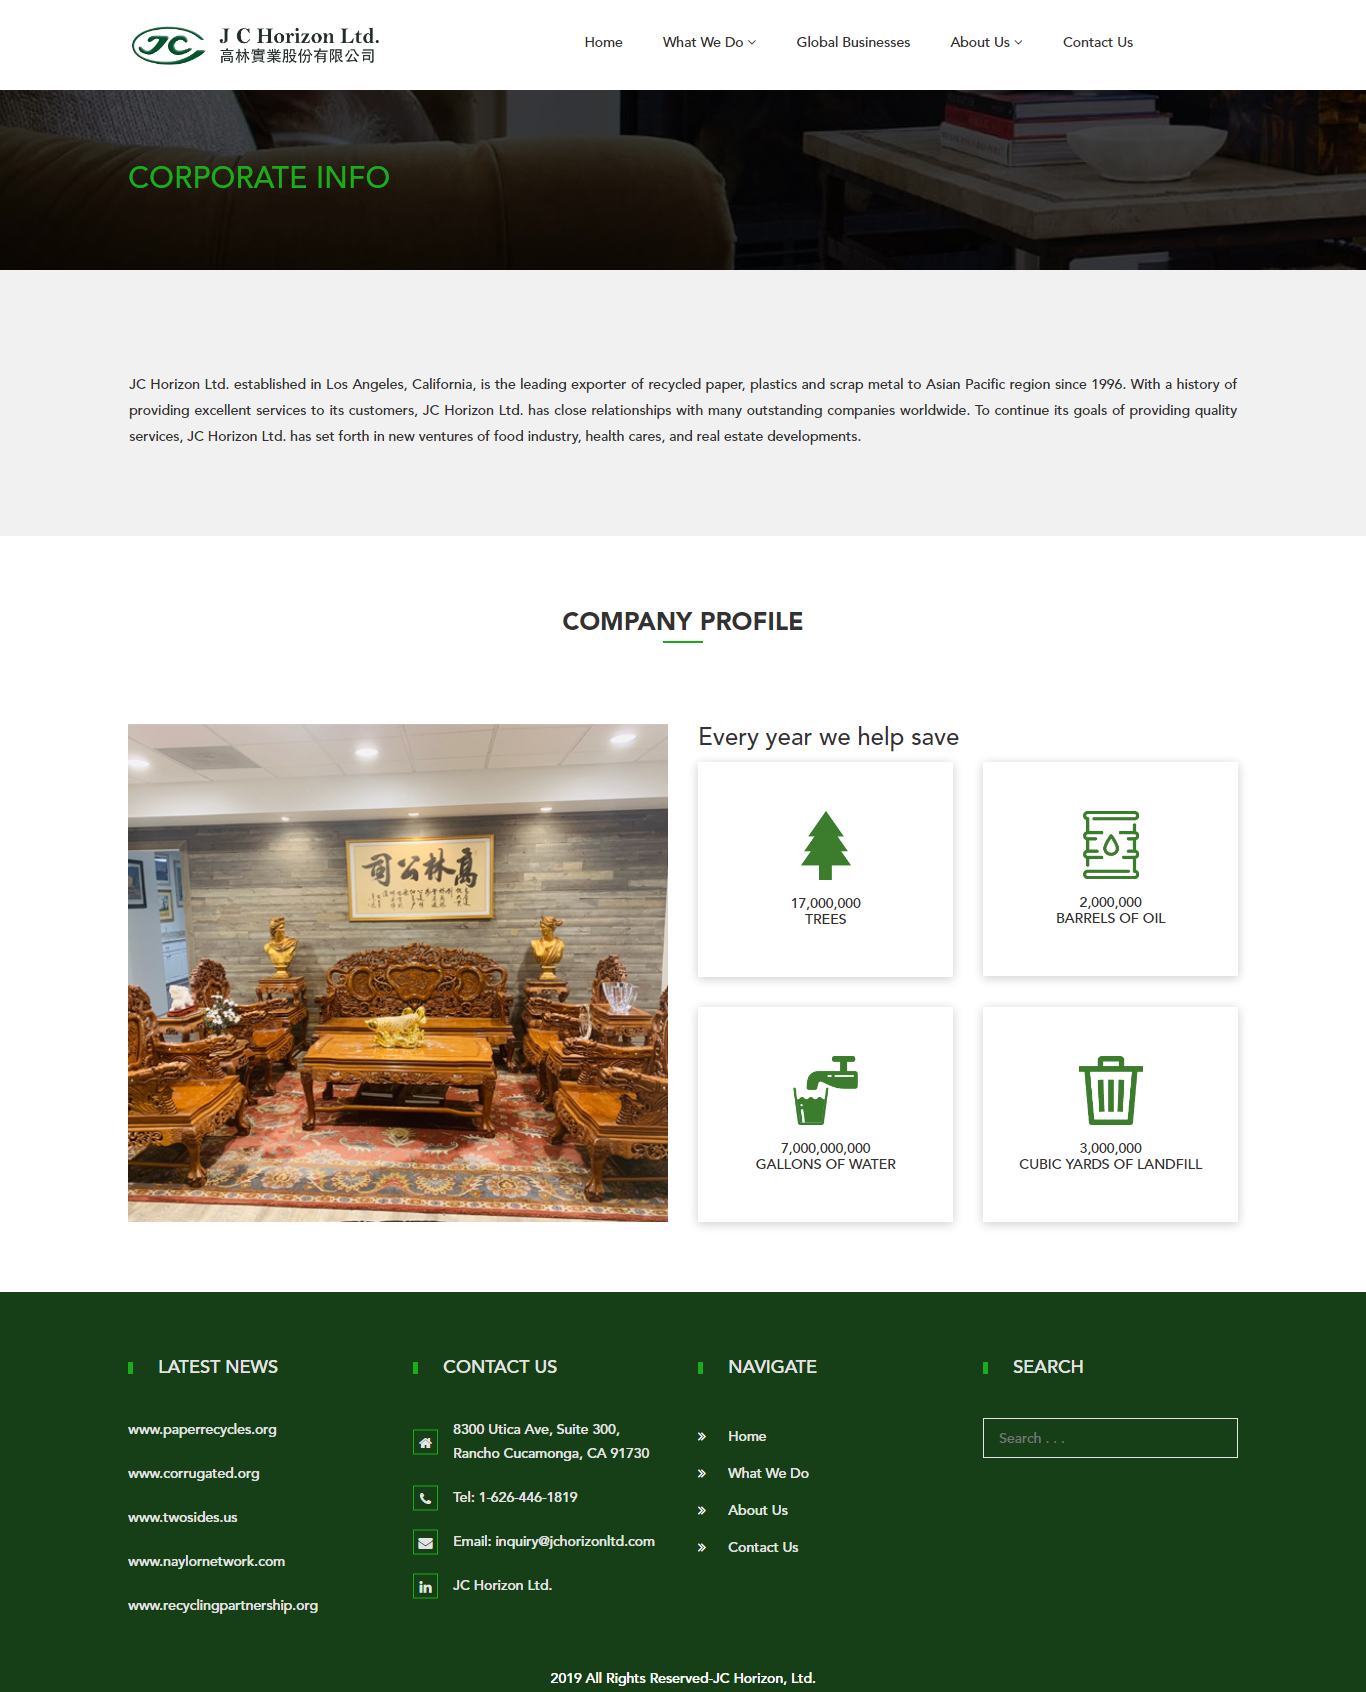 J C Horizon Ltd.
高林實業股份有限公司
Home
What We Do
Global Businesses
About Us
Contact Us
CORPORATE INFO
JC Horizon Ltd. established in Los Angeles, California, is the leading exporter of recycled paper, plastics and scrap metal to Asian Pacific region since 1996. With a history of
providing excellent services to its customers, JC Horizon Ltd. has close relationships with many outstanding companies worldwide. To continue its goals of providing quality
services, JC Horizon Ltd. has set forth in new ventures of food industry, health cares, and real estate developments.
COMPANY PROFILE
司公林高
Every year we help save
17,000,000
TREES
2,000,000
BARRELS OF OIL
7,000,000,000
GALLONS OF WATER
3,000,000
CUBIC YARDS OF LANDFILL
LATEST NEWS
www.paperrecycles.org
www.corrugated.org
www.twosides.us
www.naylornetwork.com
www.recyclingpartnership.org
CONTACT US
8300 Utica Ave, Suite 300,
Rancho Cucamonga, CA 91730
Tel: 1-626-446-1819
Email: inquiry@jchorizonltd.com
JC Horizon Ltd.
NAVIGATE
Home
What We Do
About Us
Contact Us
SEARCH
Search . . .
2019 All Rights Reserved-JC Horizon, Ltd.